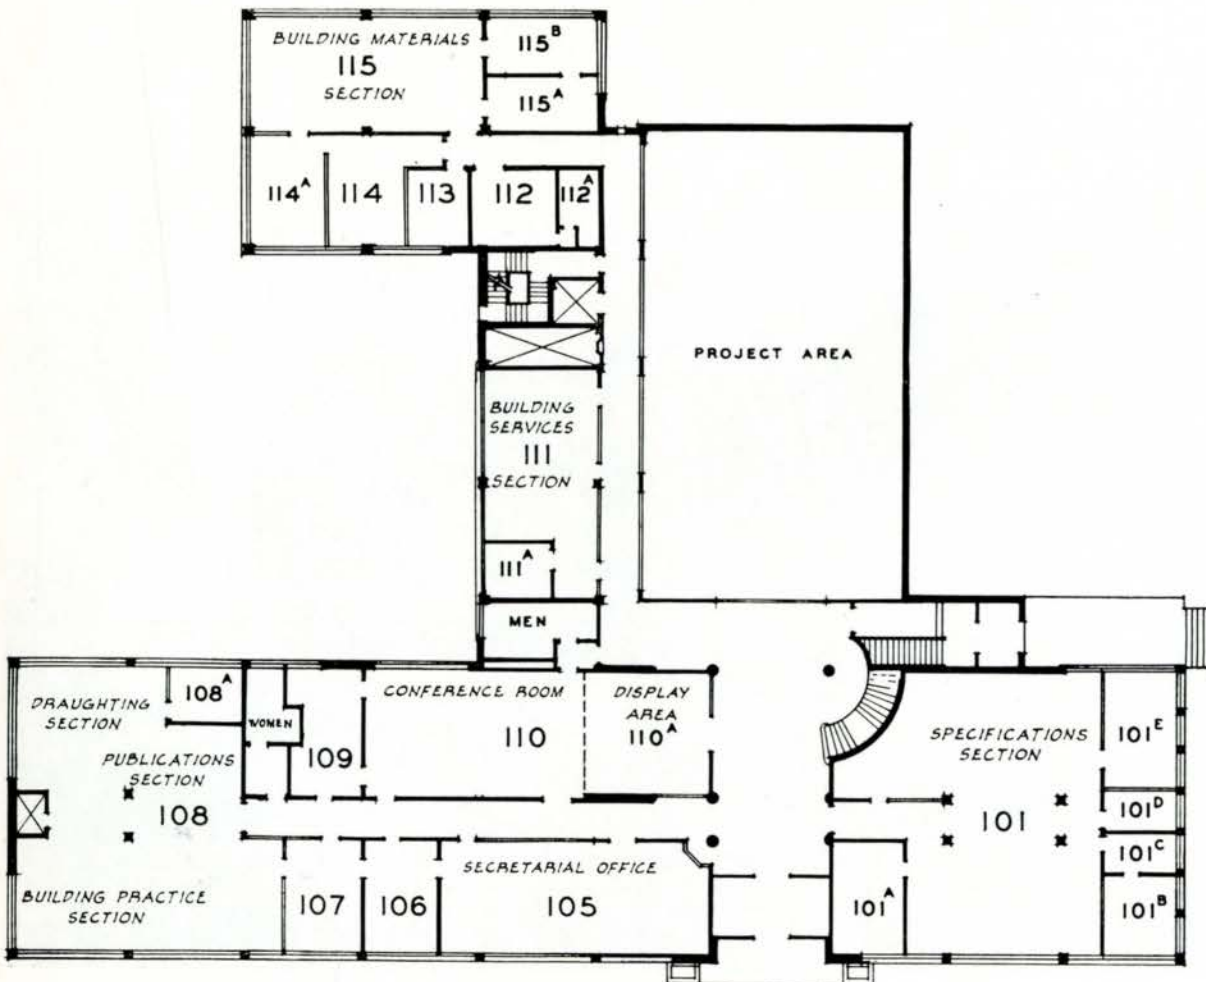 BUILDING MATERIALS
115
SECTION
115B
115A
114A
114
113
112
112A
PROJECT AREA
BUILDING
SERVICES
111
SECTION
111A
MEN
DRAUGHTING
SECTION
108A
PUBLICATIONS
SECTION
108
BUILDING PRACTICE
SECTION
WOMEN
109
CONFERENCE ROOM
110
DISPLAY
AREA
110A
107
106
SECRETARIAL OFFICE
105
SPECIFICATIONS
SECTION
101
101A
101E
101D
101C
101B